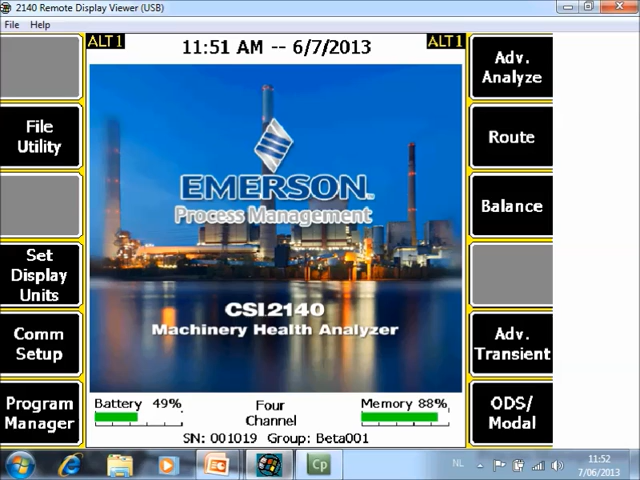 2140 Remote Display Viewer (USB)
File Help
ALT1
11:51 AM -- 6/7/2013
ALT1
File
Utility
Set
Display
Units
Comm
Setup
Program
Manager
EMERSON
Process Management
CSI 2140
Machinery Health Analyzer
Battery 49%
Four
Channel
Memory 88%
SN: 001019 Group: Beta001
Adv.
Analyze
Route
Balance
Adv.
Transient
ODS/
Modal
Cp
NL
11:52
7/06/2013